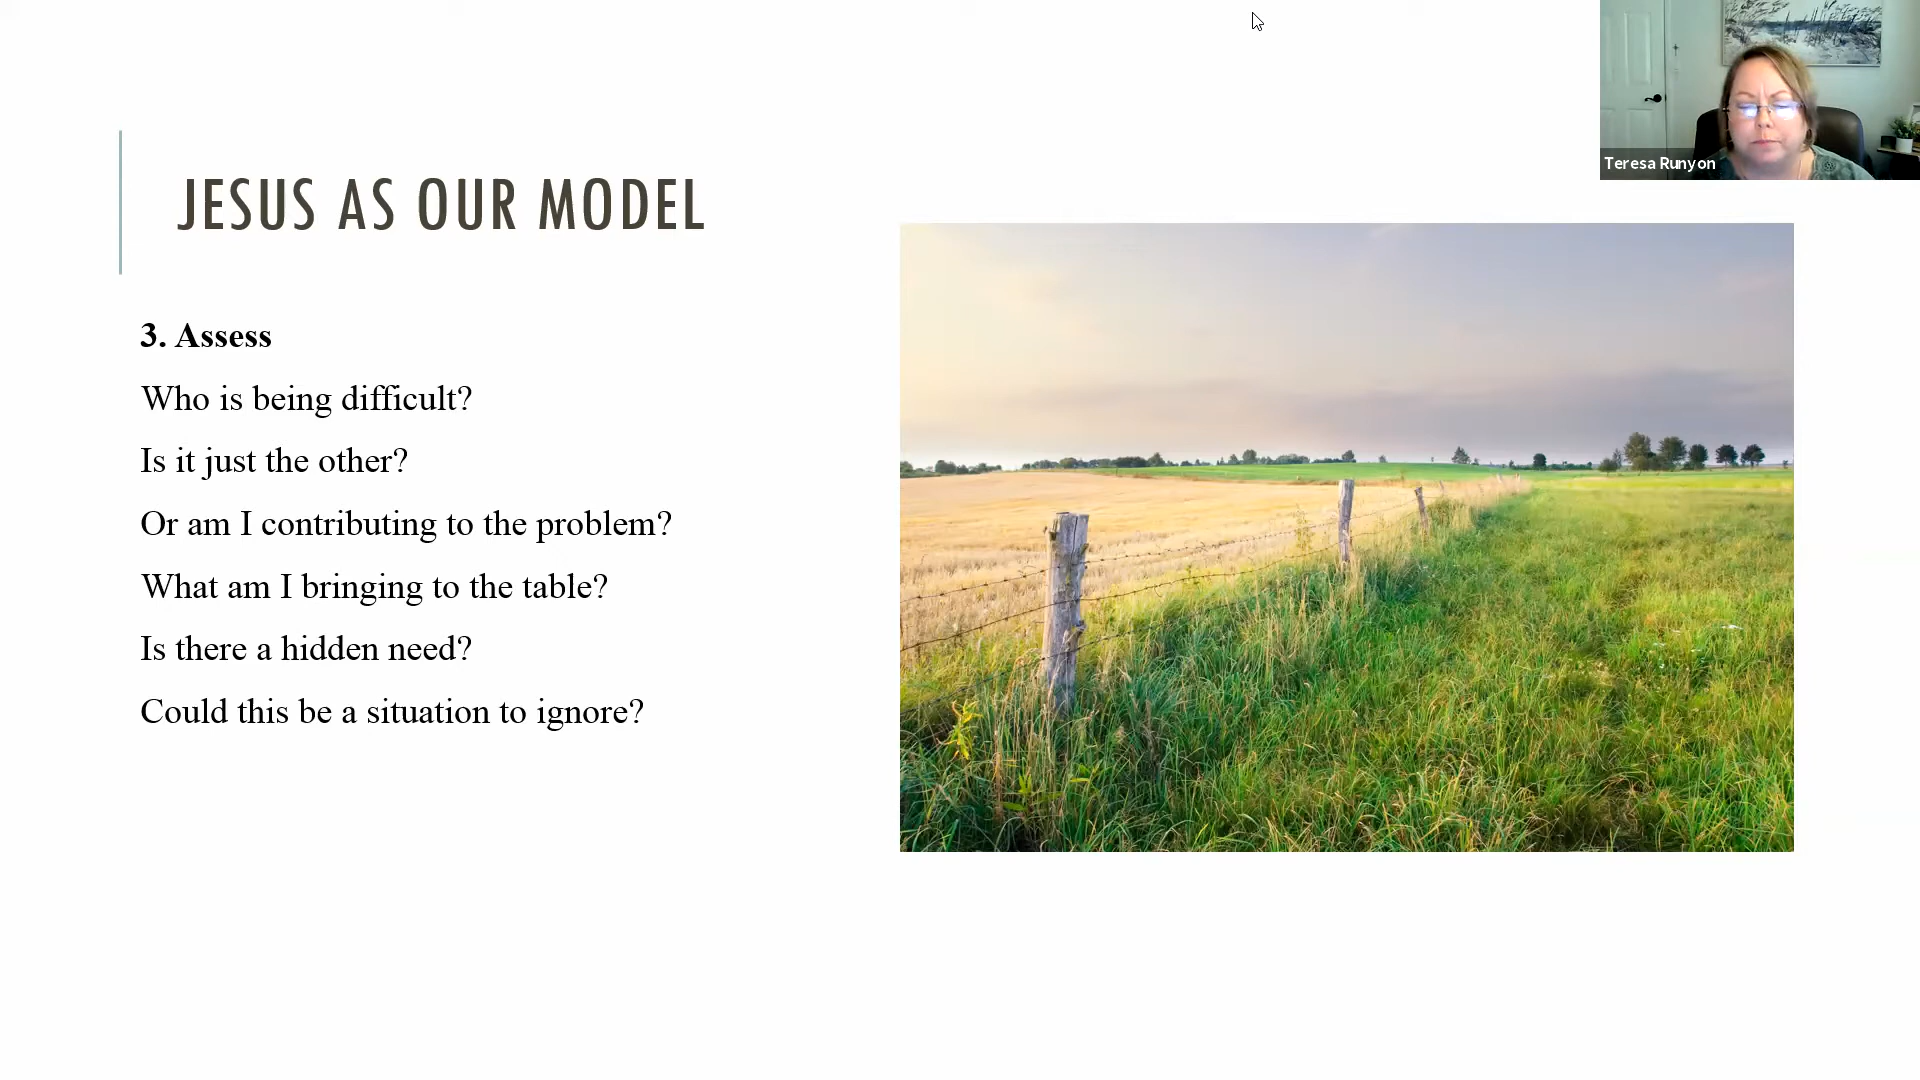 JESUS AS OUR MODEL
3. Assess
Who is being difficult?
Is it just the other?
Or am I contributing to the problem?
What am I bringing to the table?
Is there a hidden need?
Could this be a situation to ignore?
Teresa Runyon